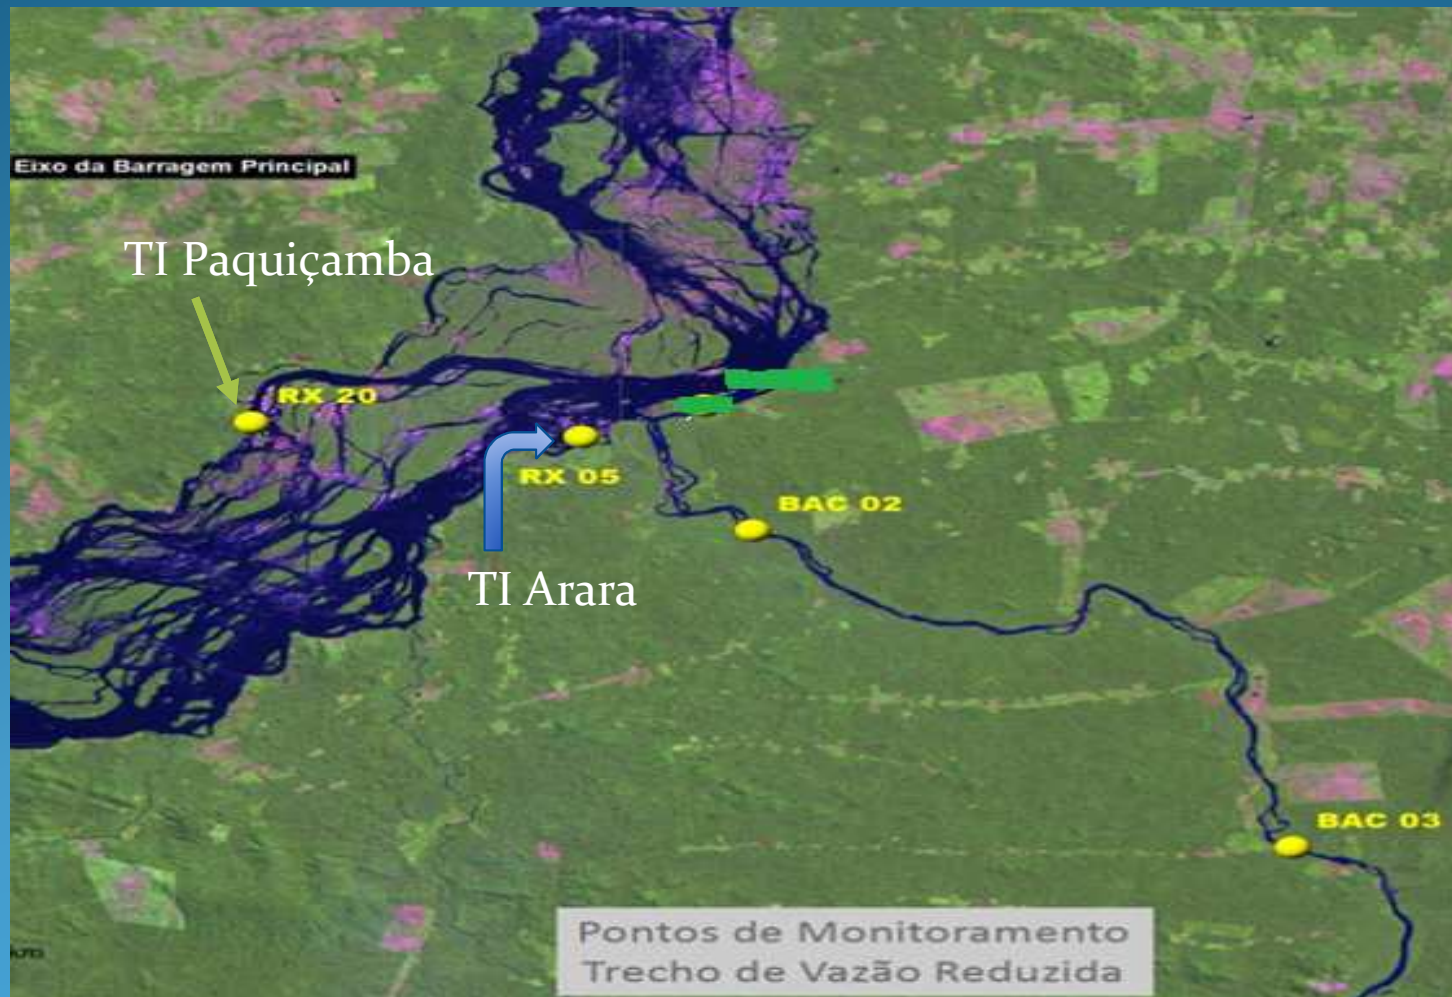 Eixo da Barragem Principal
TI Paquiçamba
RX 20
RX 05
BAC 02
TI Arara
BAC 03
Pontos de Monitoramento
Trecho de Vazão Reduzida